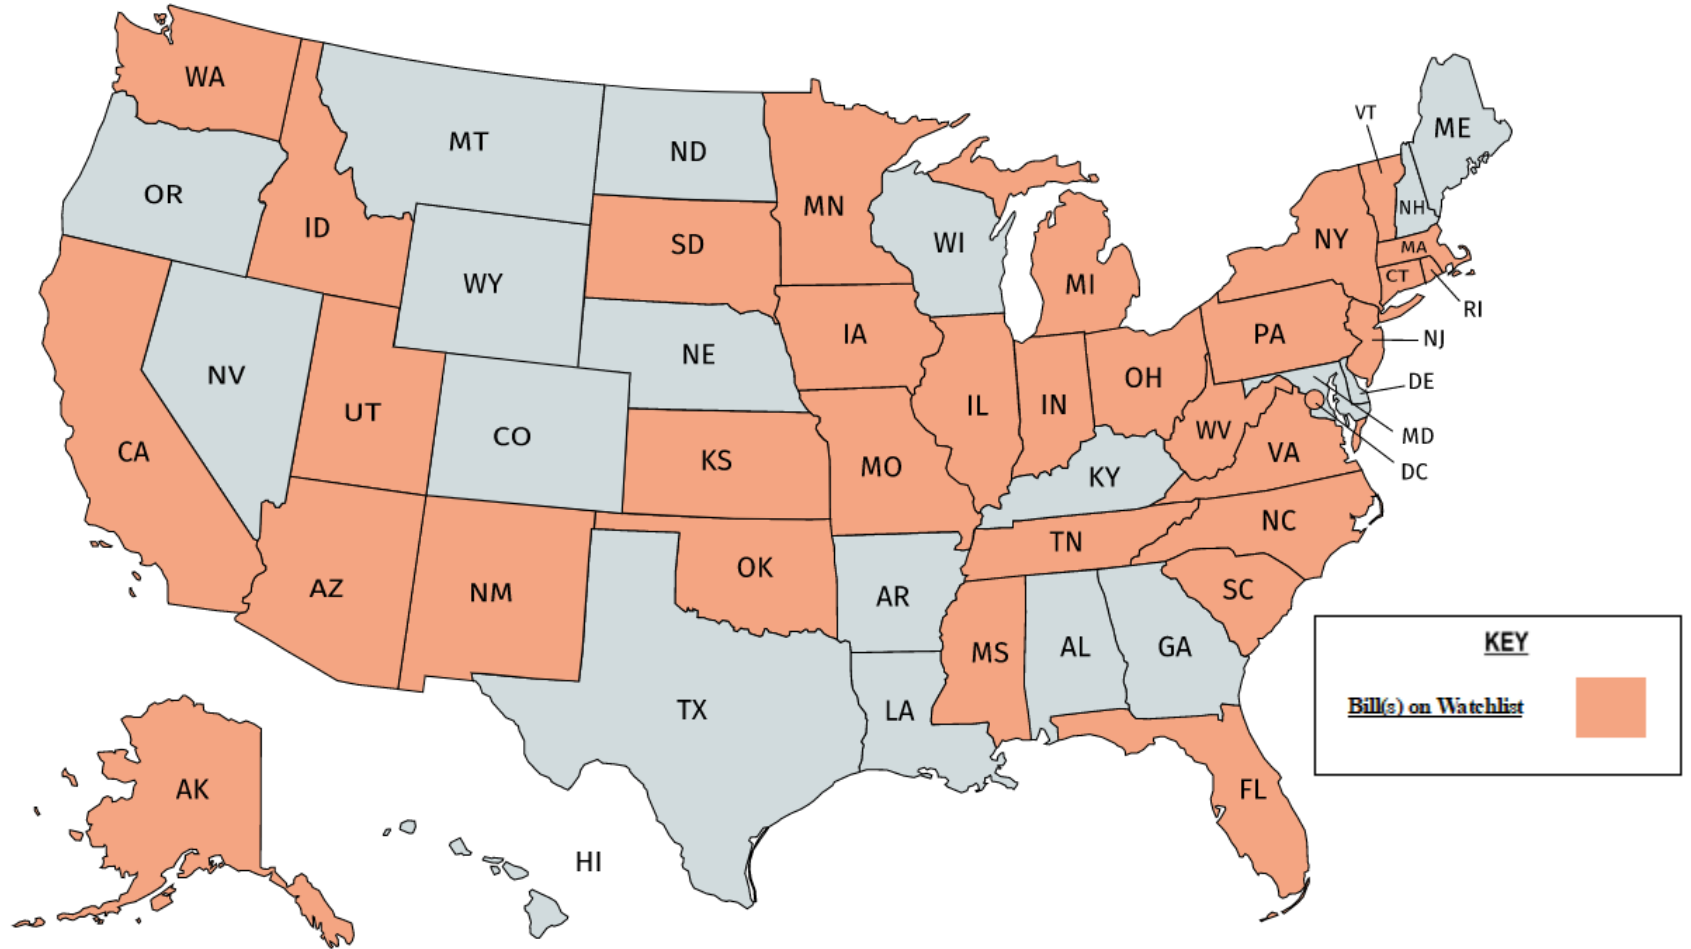 WA
MT
ND
MN
VT
ME
OR
ID
SD
WI
NH
NY
MA
WY
MI
CT
RI
IA
PA
NJ
NE
NV
OH
DE
UT
IL
IN
CO
WV
MD
CA
KS
MO
KY
VA
DC
NC
TN
OK
AZ
NM
AR
SC
MS
AL
GA
TX
LA
AK
FL
HI
KEY
Bill(s) on Watchlist